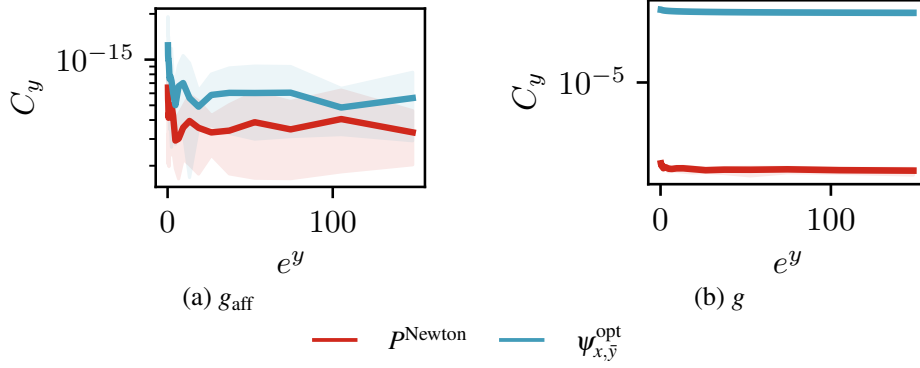 C_y
10^{-15}
0
100
e^y
(a) g_aff
C_y
10^{-5}
0
100
e^y
(b) g
P^Newton
ψ^opt_{x,ȳ}